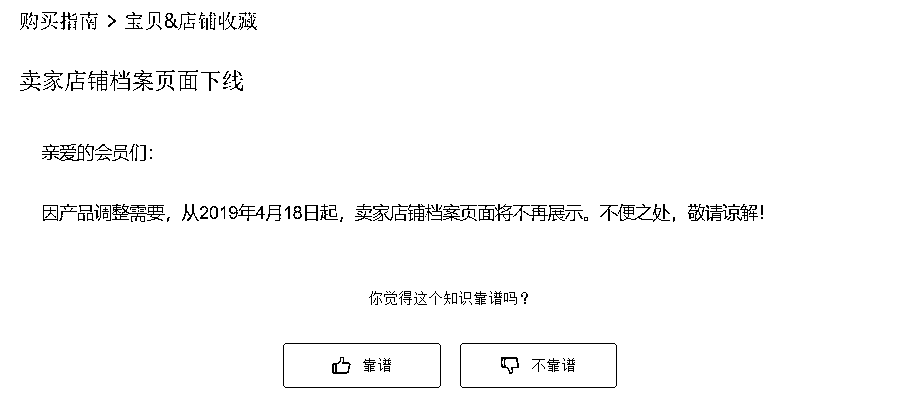 购买指南 > 宝贝&店铺收藏
卖家店铺档案页面下线
亲爱的会员们：
因产品调整需要，从2019年4月18日起，卖家店铺档案页面将不再展示。不便之处，敬请谅解！
你觉得这个知识靠谱吗？
靠谱
不靠谱